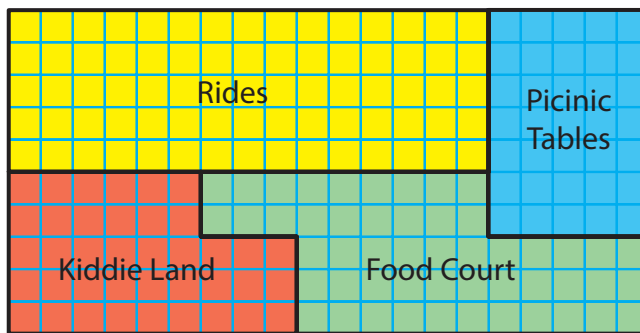 Rides
Picinic
Tables
Kiddie Land
Food Court